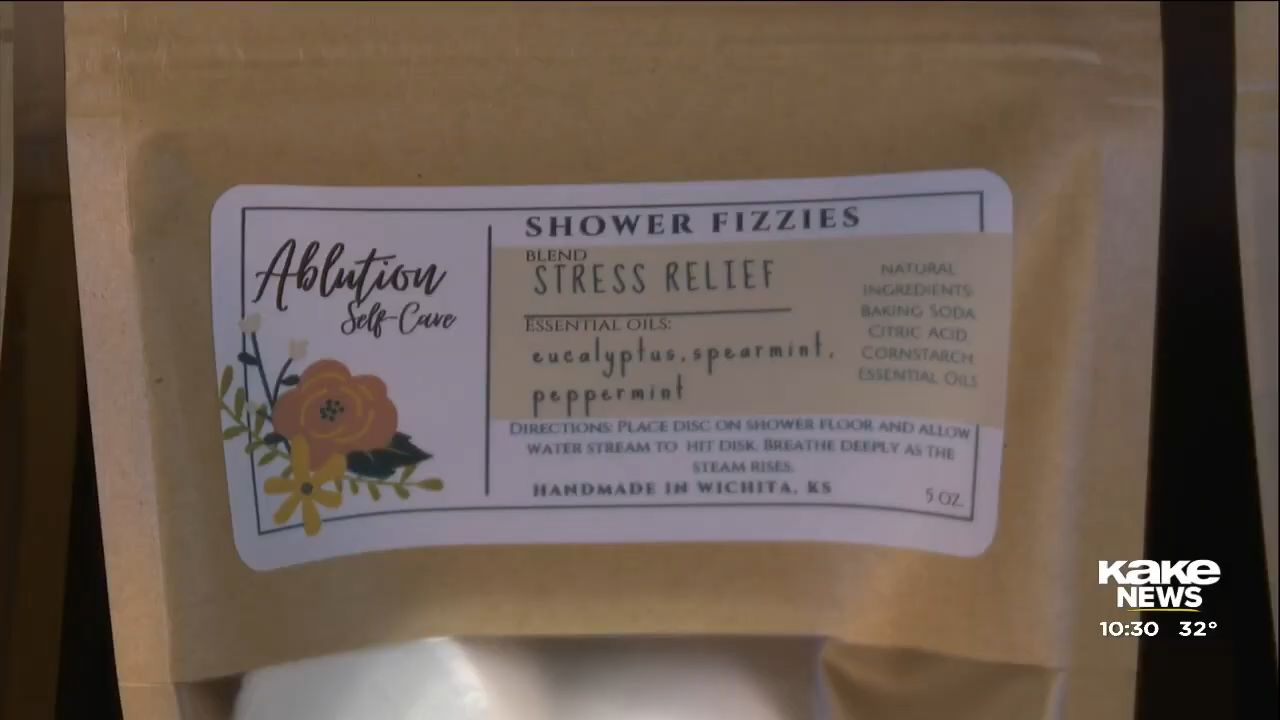 Ablution
Self-Care
SHOWER FIZZIES
BLEND
STRESS RELIEF
ESSENTIAL OILS:
eucalyptus, spearmint,
peppermint
NATURAL
INGREDIENTS:
BAKING SODA
CITRIC ACID
CORNSTARCH
ESSENTIAL OILS
DIRECTIONS: PLACE DISC ON SHOWER FLOOR AND ALLOW
WATER STREAM TO HIT DISK. BREATHE DEEPLY AS THE
STEAM RISES.
HANDMADE IN WICHITA, KS
5 OZ.
KAKE
NEWS
10:30 32°